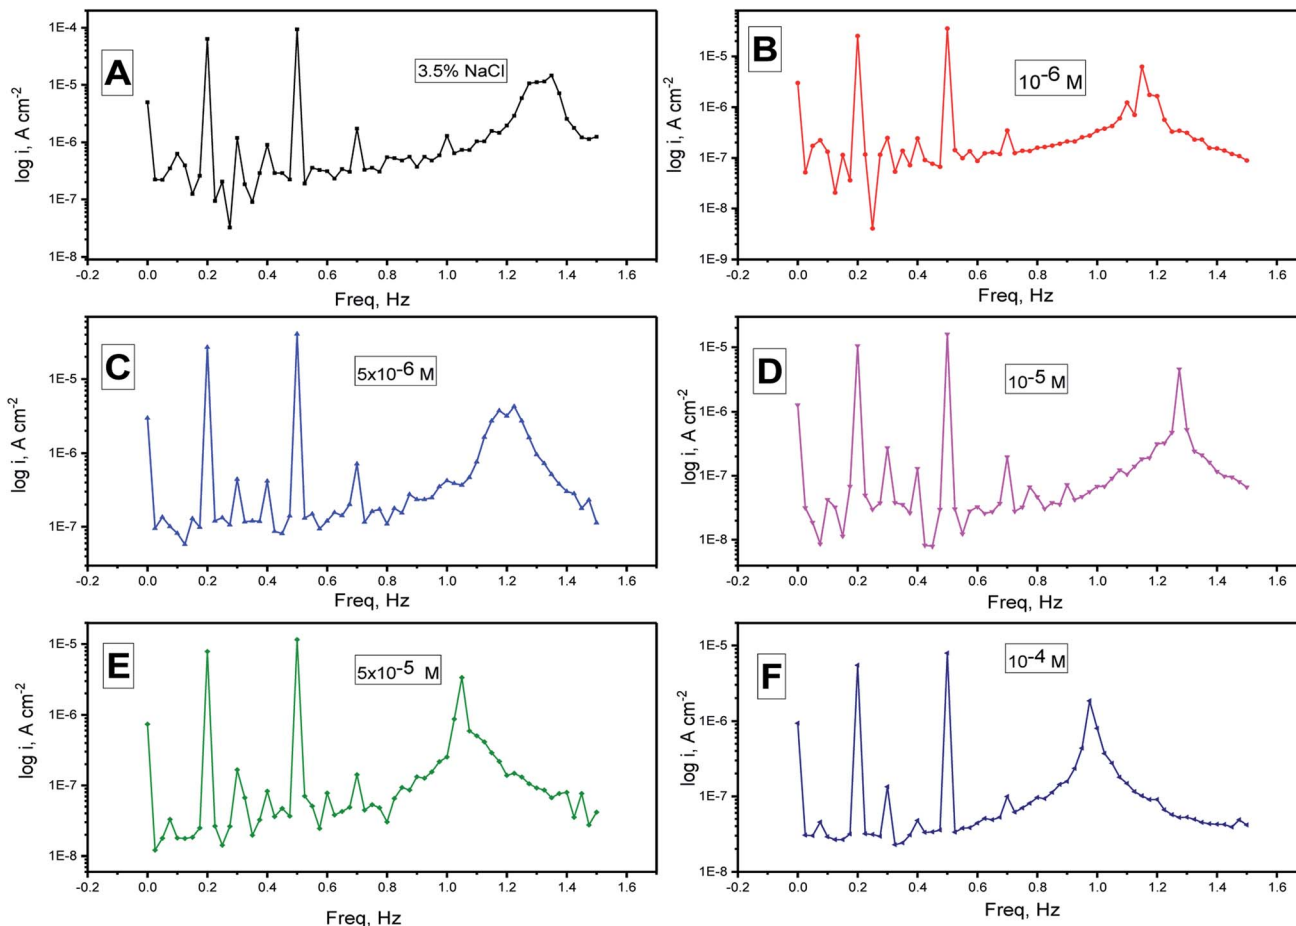 A
3.5% NaCl
log i, A cm-2
1E-4
1E-5
1E-6
1E-7
1E-8
-0.2 0.0 0.2 0.4 0.6 0.8 1.0 1.2 1.4 1.6
Freq, Hz
B
10-6 M
log i, A cm-2
1E-5
1E-6
1E-7
1E-8
1E-9
-0.2 0.0 0.2 0.4 0.6 0.8 1.0 1.2 1.4 1.6
Freq, Hz
C
5x10-6 M
log i, A cm-2
1E-5
1E-6
1E-7
-0.2 0.0 0.2 0.4 0.6 0.8 1.0 1.2 1.4 1.6
Freq, Hz
D
10-5 M
log i, A cm-2
1E-5
1E-6
1E-7
1E-8
-0.2 0.0 0.2 0.4 0.6 0.8 1.0 1.2 1.4 1.6
Freq, Hz
E
5x10-5 M
log i, A cm-2
1E-5
1E-6
1E-7
1E-8
-0.2 0.0 0.2 0.4 0.6 0.8 1.0 1.2 1.4 1.6
Freq, Hz
F
10-4 M
log i, A cm-2
1E-5
1E-6
1E-7
1E-8
-0.2 0.0 0.2 0.4 0.6 0.8 1.0 1.2 1.4 1.6
Freq, Hz